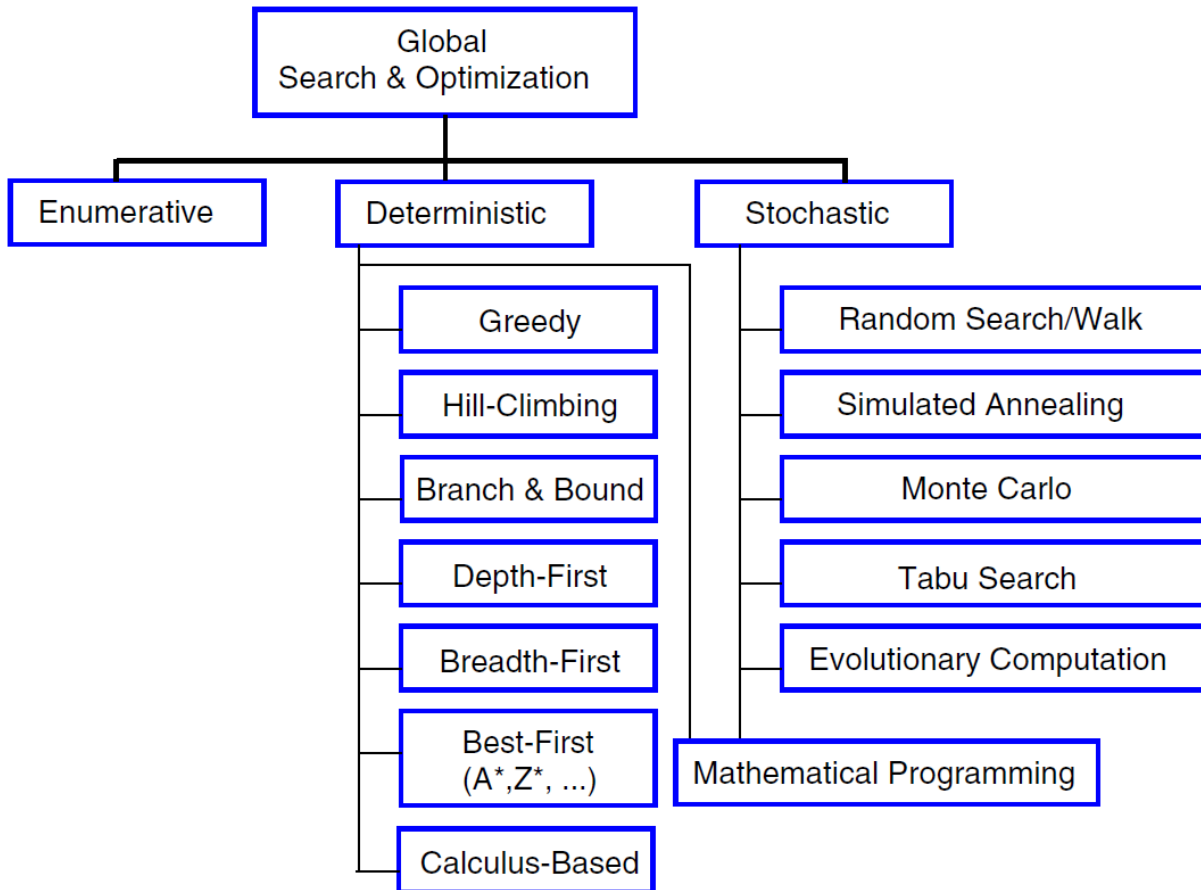 Global
Search & Optimization
Enumerative
Deterministic
Stochastic
Greedy
Hill-Climbing
Branch & Bound
Depth-First
Breadth-First
Best-First
(A*,Z*, ...)
Calculus-Based
Random Search/Walk
Simulated Annealing
Monte Carlo
Tabu Search
Evolutionary Computation
Mathematical Programming